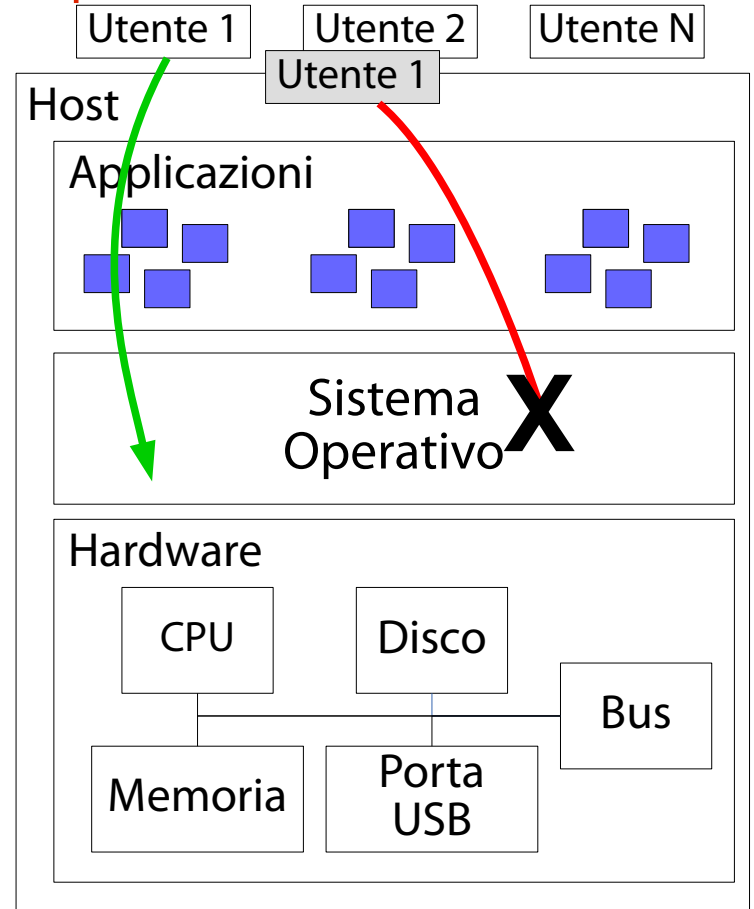 Utente 1
Utente 2
Utente N
Utente 1
Host
Applicazioni
Sistema
Operativo
X
Hardware
CPU
Disco
Bus
Memoria
Porta
USB